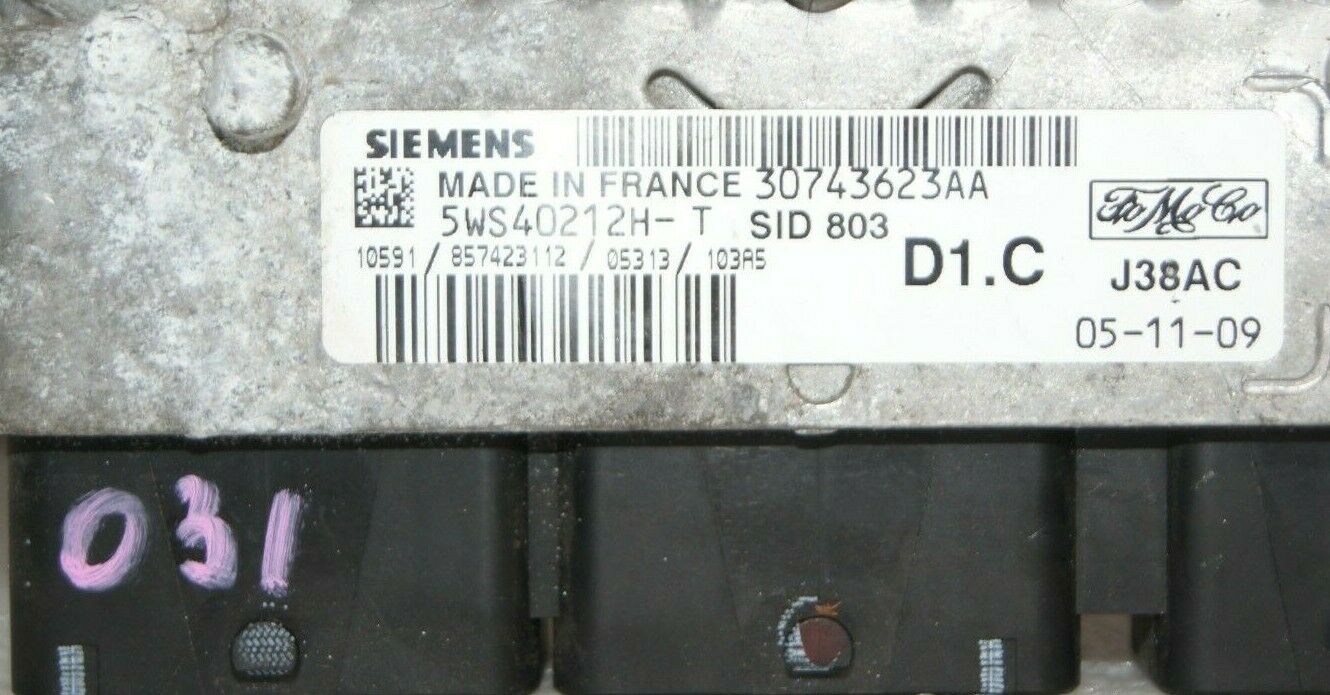 SIEMENS
MADE IN FRANCE 30743623AA
5WS40212H-T SID 803
10591/857423112/05313/103A5
D1.C
FoMoCo
J38AC
05-11-09
031